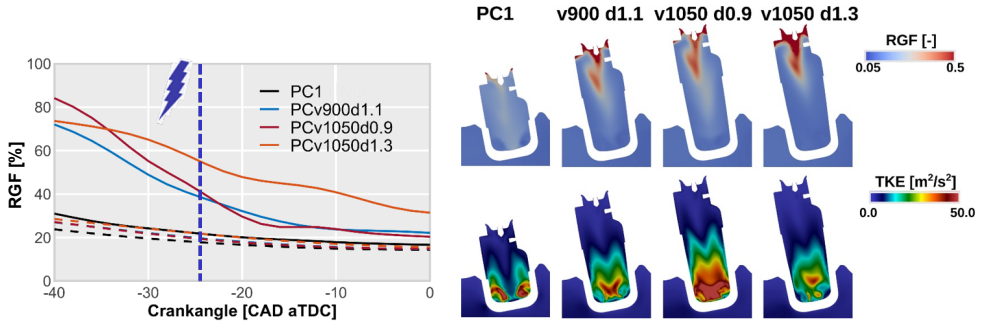 PC1 v900 d1.1 v1050 d0.9 v1050 d1.3
RGF [-]
0.05 0.5
100
80
60
40
20
0
RGF [%]
PC1
PCv900d1.1
PCv1050d0.9
PCv1050d1.3
-40 -30 -20 -10 0
Crankangle [CAD aTDC]
TKE [m²/s²]
0.0 50.0